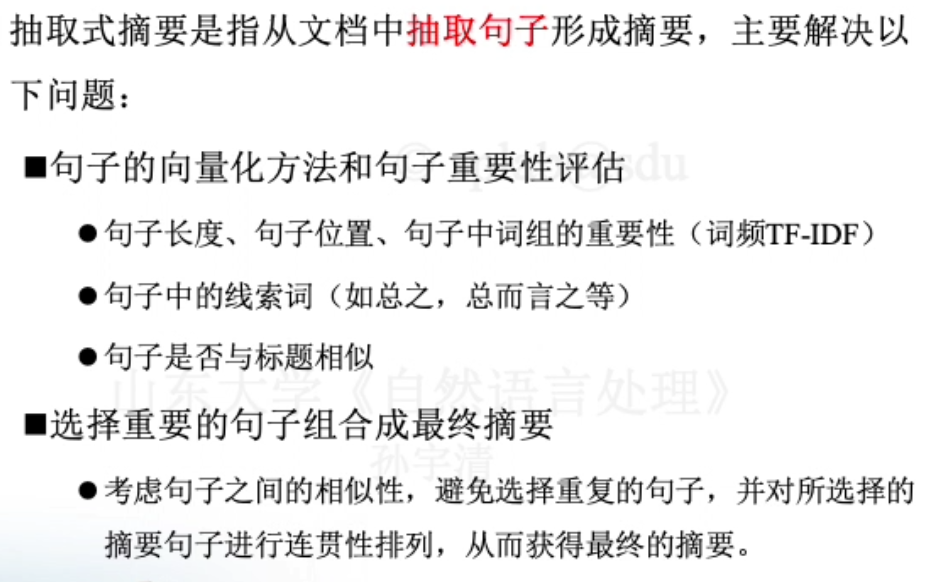 抽取式摘要是指从文档中抽取句子形成摘要，主要解决以
下问题：
■句子的向量化方法和句子重要性评估
●句子长度、句子位置、句子中词组的重要性（词频TF-IDF）
●句子中的线索词（如总之，总而言之等）
●句子是否与标题相似
山东大学《自然语言处理》
■选择重要的句子组合成最终摘要
孙宇清
●考虑句子之间的相似性，避免选择重复的句子，并对所选择的
摘要句子进行连贯性排列，从而获得最终的摘要。